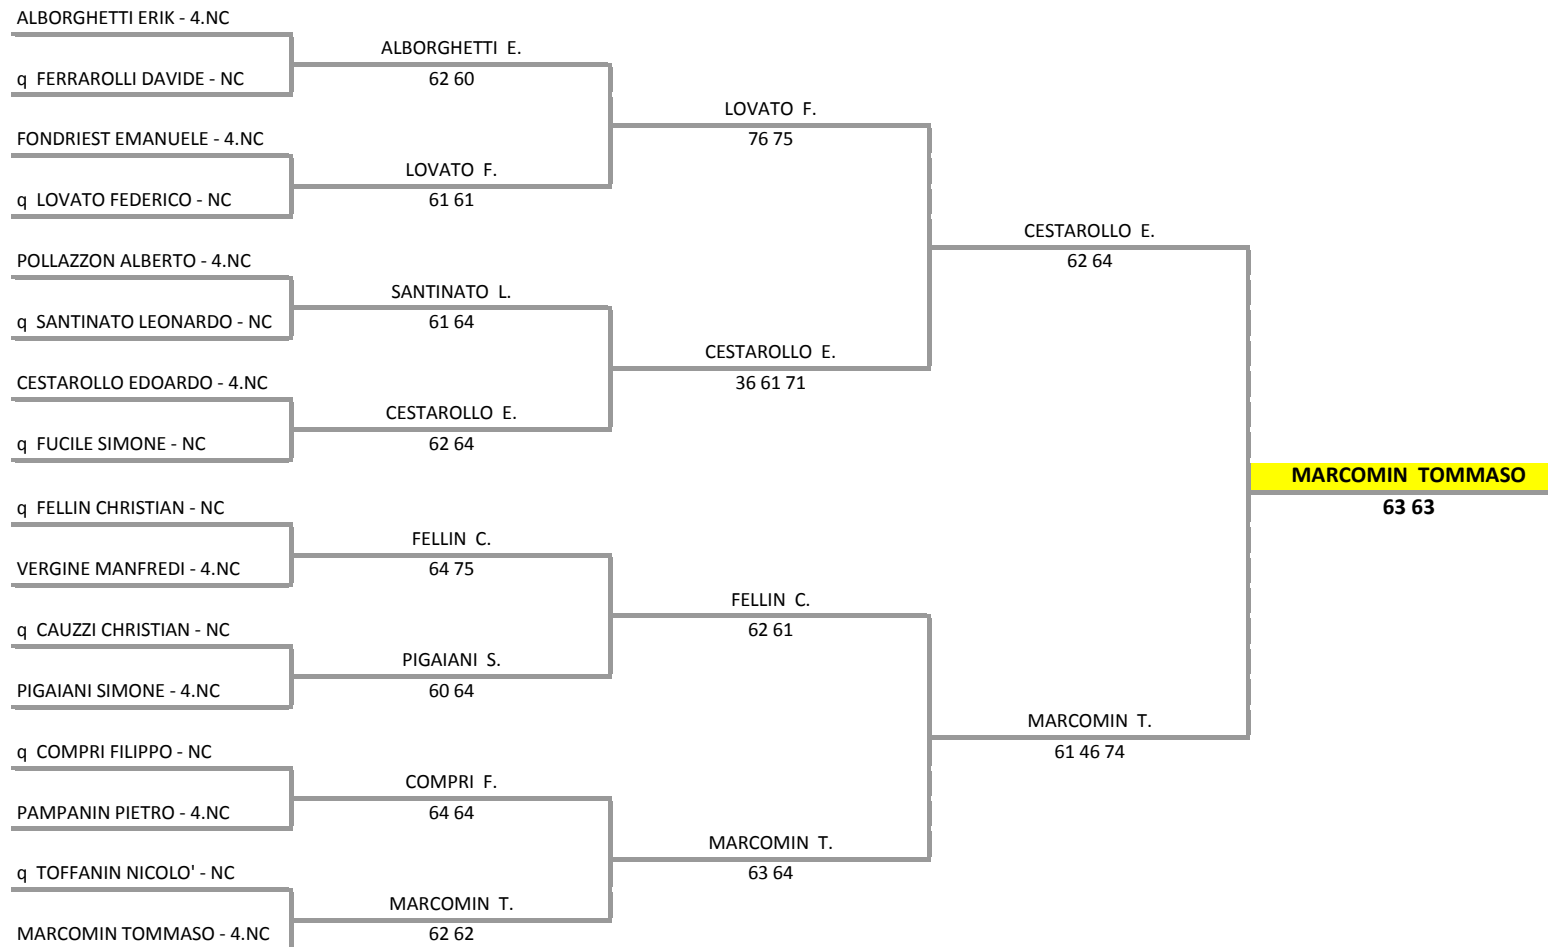 ALBORGHETTI ERIK - 4.NC
ALBORGHETTI E.
q FERRAROLLI DAVIDE - NC
62 60
LOVATO F.
FONDRIEST EMANUELE - 4.NC
76 75
LOVATO F.
q LOVATO FEDERICO - NC
61 61
CESTAROLLO E.
POLLAZZON ALBERTO - 4.NC
62 64
SANTINATO L.
q SANTINATO LEONARDO - NC
61 64
CESTAROLLO E.
CESTAROLLO EDOARDO - 4.NC
36 61 71
CESTAROLLO E.
q FUCILE SIMONE - NC
62 64
MARCOMIN TOMMASO
q FELLIN CHRISTIAN - NC
63 63
FELLIN C.
VERGINE MANFREDI - 4.NC
64 75
FELLIN C.
q CAUZZI CHRISTIAN - NC
62 61
PIGAIANI S.
PIGAIANI SIMONE - 4.NC
60 64
MARCOMIN T.
q COMPRI FILIPPO - NC
61 46 74
COMPRI F.
PAMPANIN PIETRO - 4.NC
64 64
MARCOMIN T.
q TOFFANIN NICOLO' - NC
63 64
MARCOMIN T.
MARCOMIN TOMMASO - 4.NC
62 62